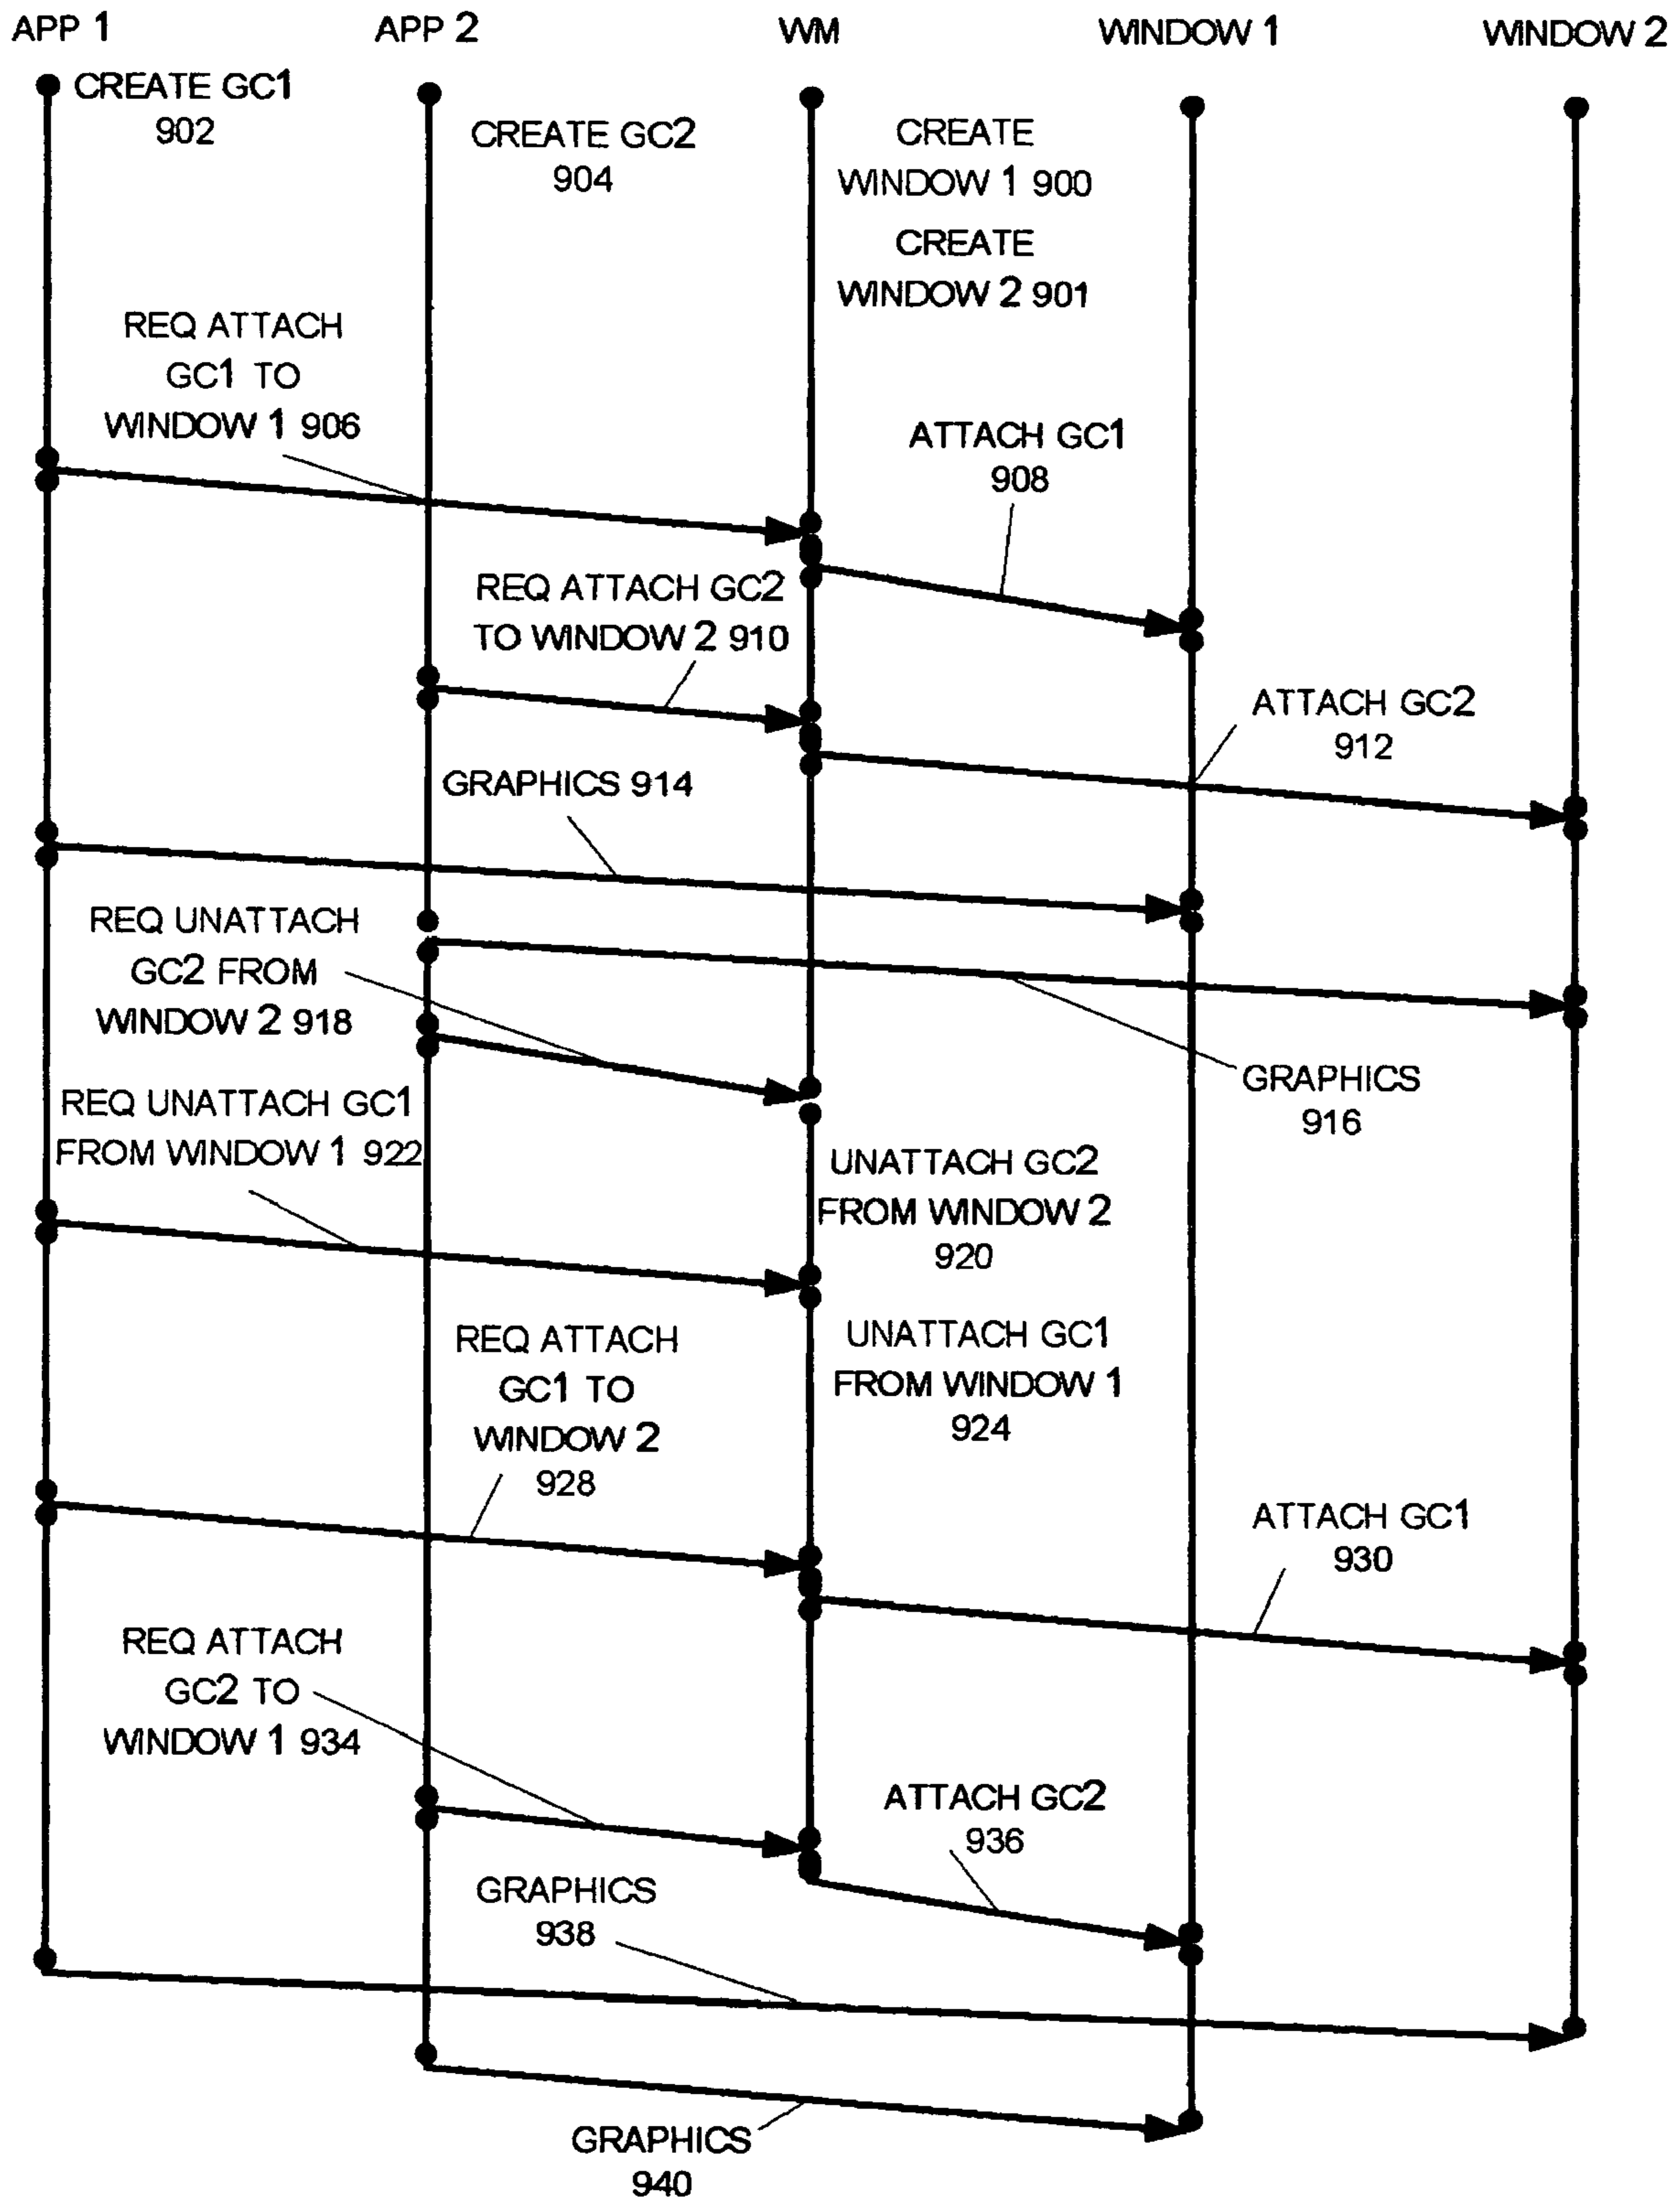 APP 1
APP 2
WM
WINDOW 1
WINDOW 2
CREATE GC1
902
CREATE GC2
904
CREATE
WINDOW 1 900
CREATE
WINDOW 2 901
REQ ATTACH
GC1 TO
WINDOW 1 906
ATTACH GC1
908
REQ ATTACH GC2
TO WINDOW 2 910
ATTACH GC2
912
GRAPHICS 914
REQ UNATTACH
GC2 FROM
WINDOW 2 918
GRAPHICS
916
REQ UNATTACH GC1
FROM WINDOW 1 922
UNATTACH GC2
FROM WINDOW 2
920
REQ ATTACH
GC1 TO
WINDOW 2
928
UNATTACH GC1
FROM WINDOW 1
924
ATTACH GC1
930
REQ ATTACH
GC2 TO
WINDOW 1 934
ATTACH GC2
936
GRAPHICS
938
GRAPHICS
940